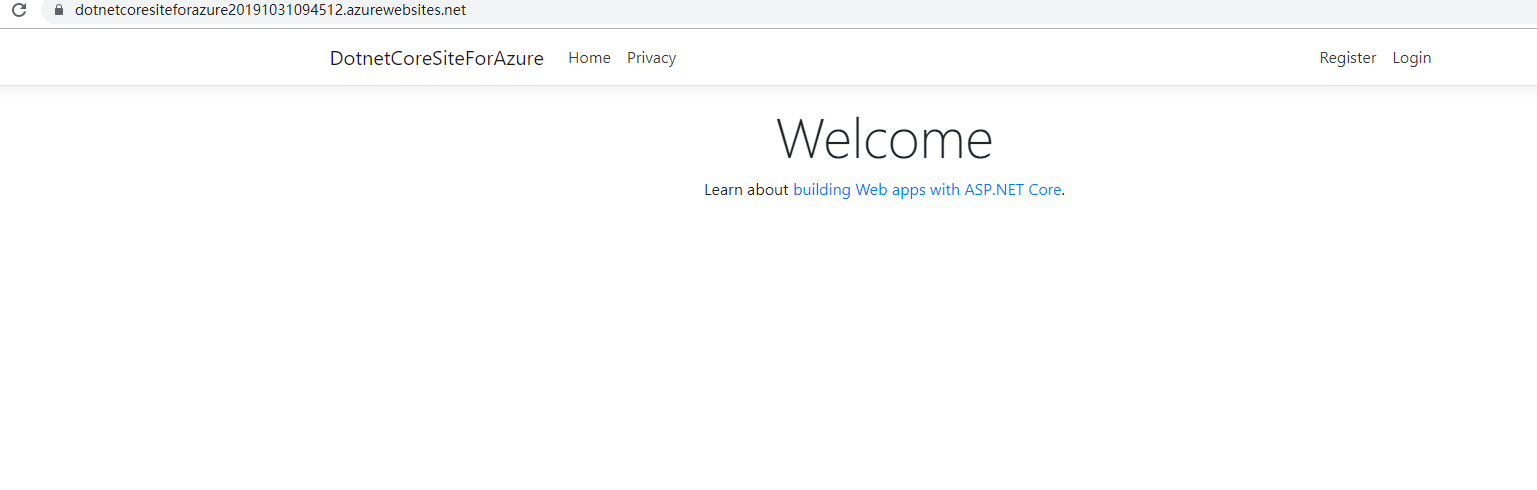 dotnetcoresiteforazure20191031094512.azurewebsites.net
DotnetCoreSiteForAzure Home Privacy Register Login
Welcome
Learn about building Web apps with ASP.NET Core.